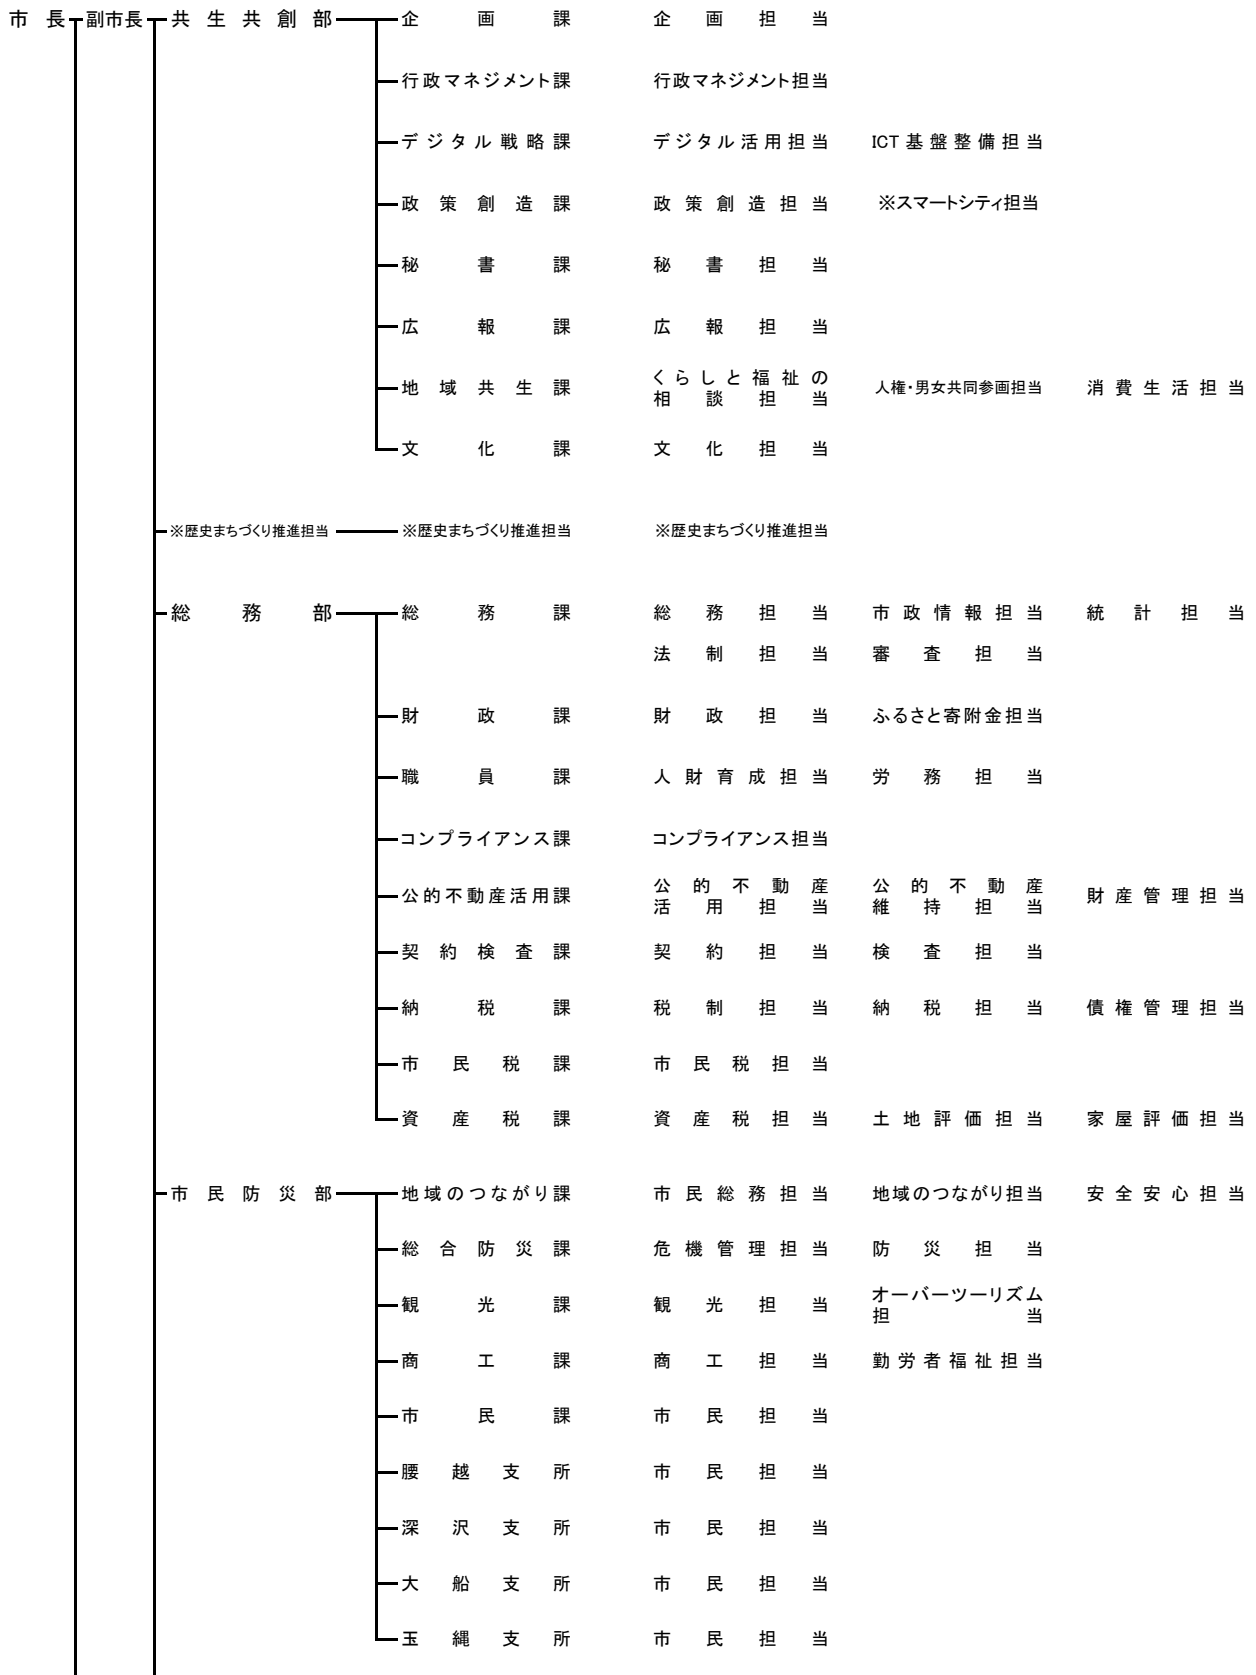 市長 副市長 共生共創部 企画課 企画担当
行政マネジメント課 行政マネジメント担当
デジタル戦略課 デジタル活用担当 ICT基盤整備担当
政策創造課 政策創造担当 ※スマートシティ担当
秘書課 秘書担当
広報課 広報担当
地域共生課 くらしと福祉の相談担当 人権・男女共同参画担当 消費生活担当
文化課 文化担当
※歴史まちづくり推進担当 ※歴史まちづくり推進担当 ※歴史まちづくり推進担当
総務部 総務課 総務担当 市政情報担当 統計担当
法制担当 審査担当
財政課 財政担当 ふるさと寄附金担当
職員課 人財育成担当 労務担当
コンプライアンス課 コンプライアンス担当
公的不動産活用課 公的不動産活用担当 公的不動産維持担当 財産管理担当
契約検査課 契約担当 検査担当
納税課 税制担当 納税担当 債権管理担当
市民税課 市民税担当
資産税課 資産税担当 土地評価担当 家屋評価担当
市民防災部 地域のつながり課 市民総務担当 地域のつながり担当 安全安心担当
総合防災課 危機管理担当 防災担当
観光課 観光担当 オーバーツーリズム担当
商工課 商工担当 勤労者福祉担当
市民課 市民担当
腰越支所 市民担当
深沢支所 市民担当
大船支所 市民担当
玉縄支所 市民担当